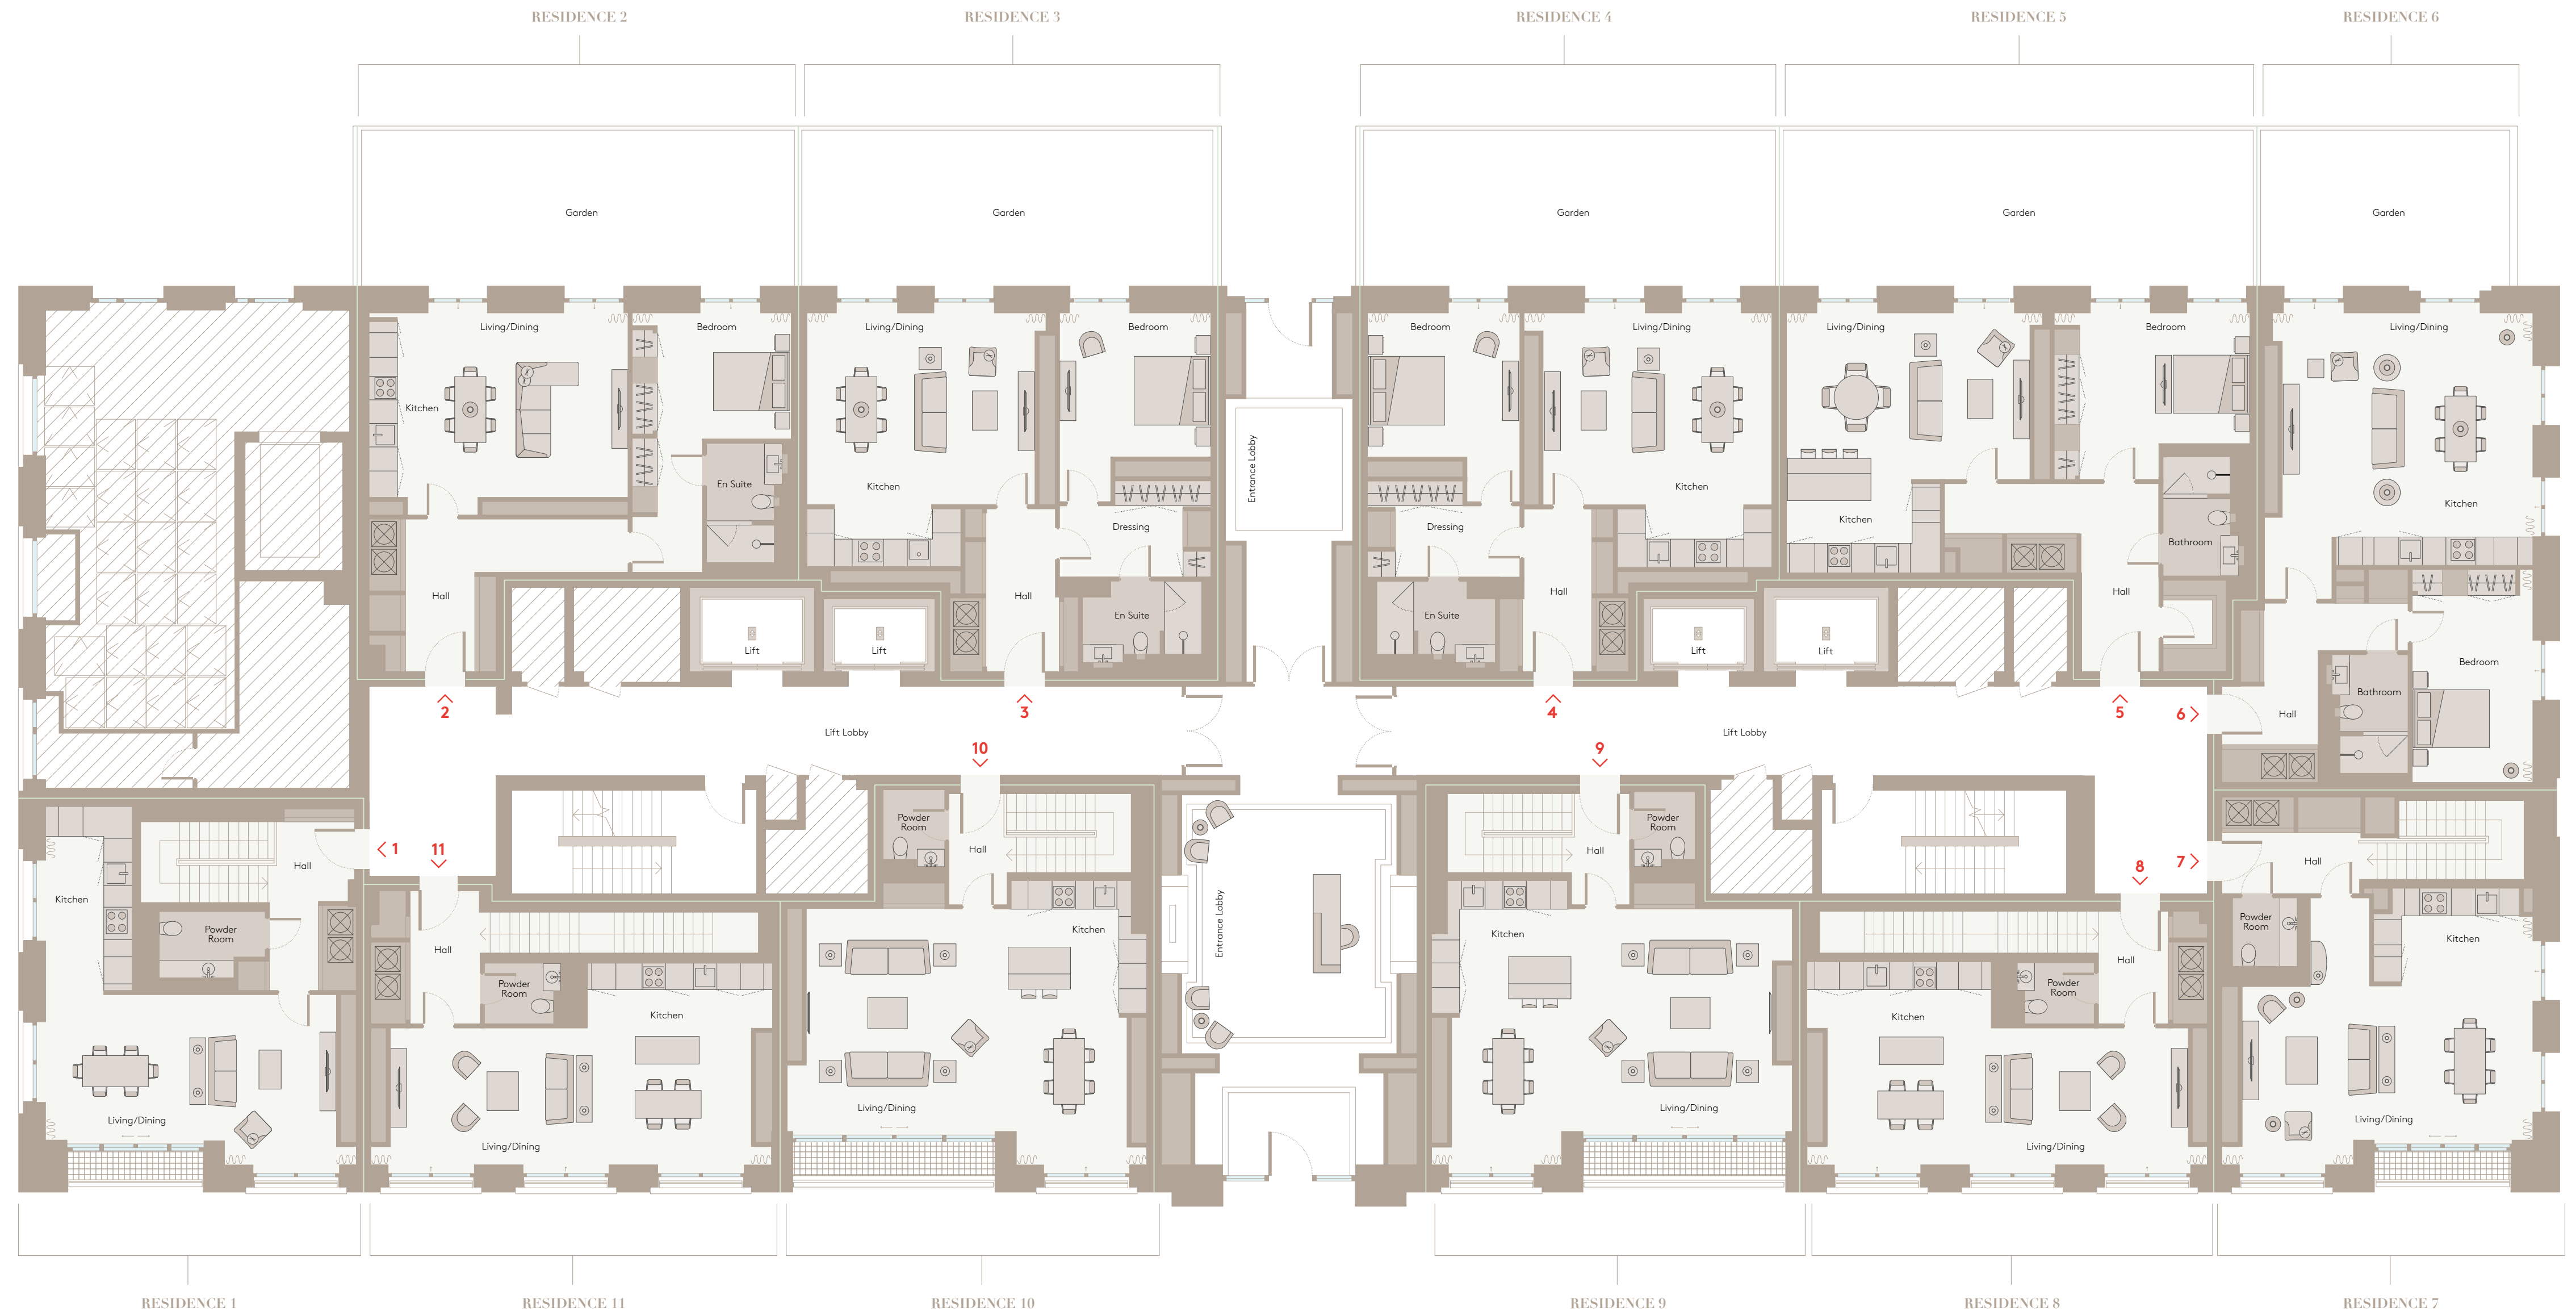 RESIDENCE 2
RESIDENCE 3
RESIDENCE 4
RESIDENCE 5
RESIDENCE 6
Garden
Garden
Garden
Garden
Garden
Living/Dining
Bedroom
Living/Dining
Bedroom
Bedroom
Living/Dining
Living/Dining
Bedroom
Living/Dining
Kitchen
Entrance Lobby
En Suite
Kitchen
Kitchen
Kitchen
Kitchen
Dressing
Dressing
Bathroom
Hall
Hall
En Suite
En Suite
Hall
Hall
Lift
Lift
Lift
Lift
Bedroom
Bathroom
Hall
2
3
4
5
6
Lift Lobby
Lift Lobby
10
9
1
11
8
7
Hall
Kitchen
Powder
Room
Hall
Powder
Room
Hall
Hall
Powder
Room
Hall
Powder
Room
Kitchen
Entrance Lobby
Kitchen
Kitchen
Powder
Room
Hall
Powder
Room
Kitchen
Kitchen
Living/Dining
Living/Dining
Living/Dining
Living/Dining
Living/Dining
Living/Dining
RESIDENCE 1
RESIDENCE 11
RESIDENCE 10
RESIDENCE 9
RESIDENCE 8
RESIDENCE 7